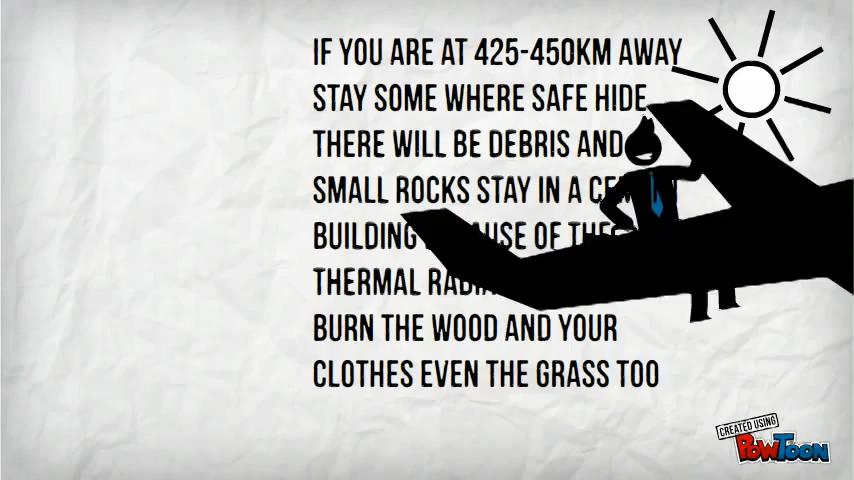 IF YOU ARE AT 425-450KM AWAY
STAY SOME WHERE SAFE HIDE
THERE WILL BE DEBRIS AND
SMALL ROCKS STAY IN A
BUILDING OF
THERMAL
BURN THE WOOD AND YOUR
CLOTHES EVEN THE GRASS TOO
CREATED USING
POWTOON